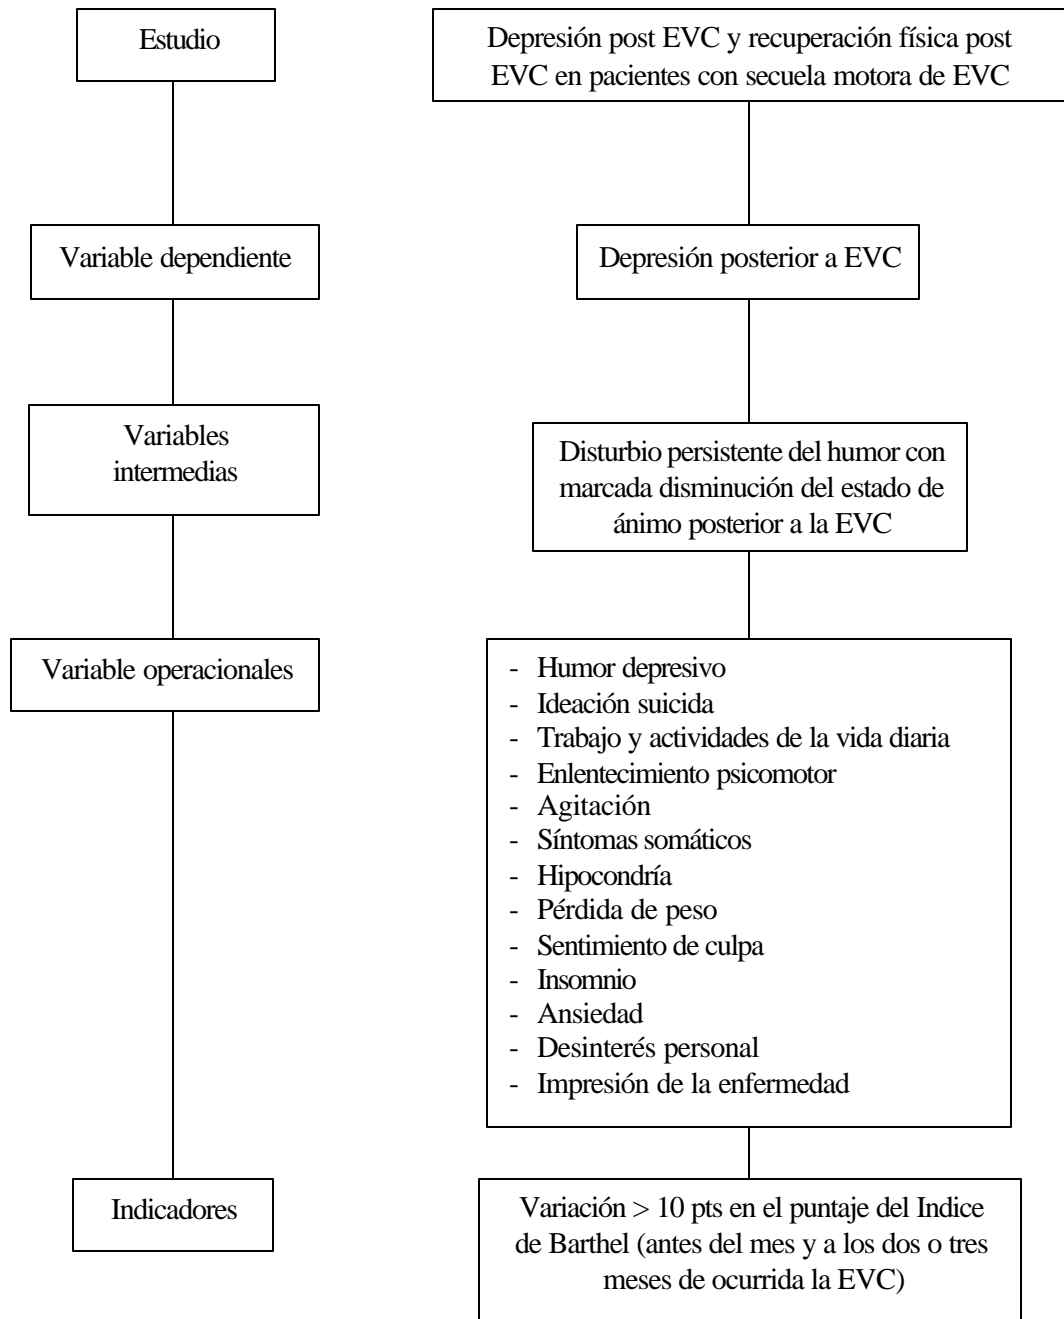 Estudio
Depresión post EVC y recuperación física post
EVC en pacientes con secuela motora de EVC
Variable dependiente
Depresión posterior a EVC
Variables
intermedias
Disturbio persistente del humor con
marcada disminución del estado de
ánimo posterior a la EVC
Variable operacionales
- Humor depresivo
- Ideación suicida
- Trabajo y actividades de la vida diaria
- Enlentecimiento psicomotor
- Agitación
- Síntomas somáticos
- Hipocondría
- Pérdida de peso
- Sentimiento de culpa
- Insomnio
- Ansiedad
- Desinterés personal
- Impresión de la enfermedad
Indicadores
Variación > 10 pts en el puntaje del Indice
de Barthel (antes del mes y a los dos o tres
meses de ocurrida la EVC)